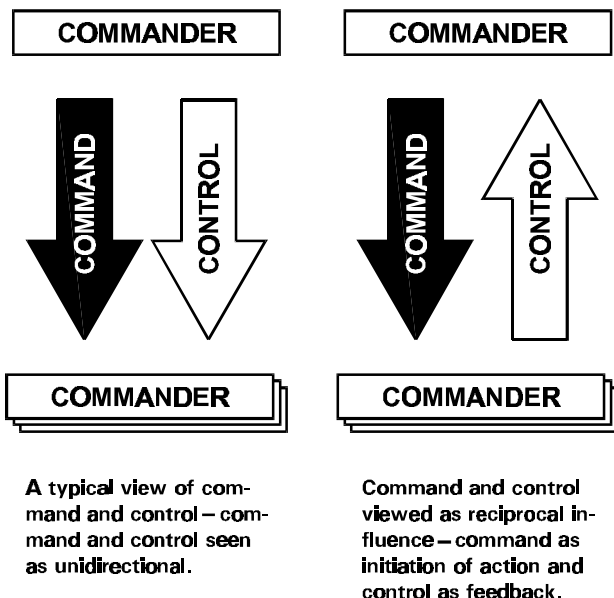 COMMANDER
COMMAND
CONTROL
COMMANDER
A typical view of com-
mand and control – com-
mand and control seen
as unidirectional.
COMMANDER
COMMAND
CONTROL
COMMANDER
Command and control
viewed as reciprocal in-
fluence – command as
initiation of action and
control as feedback.